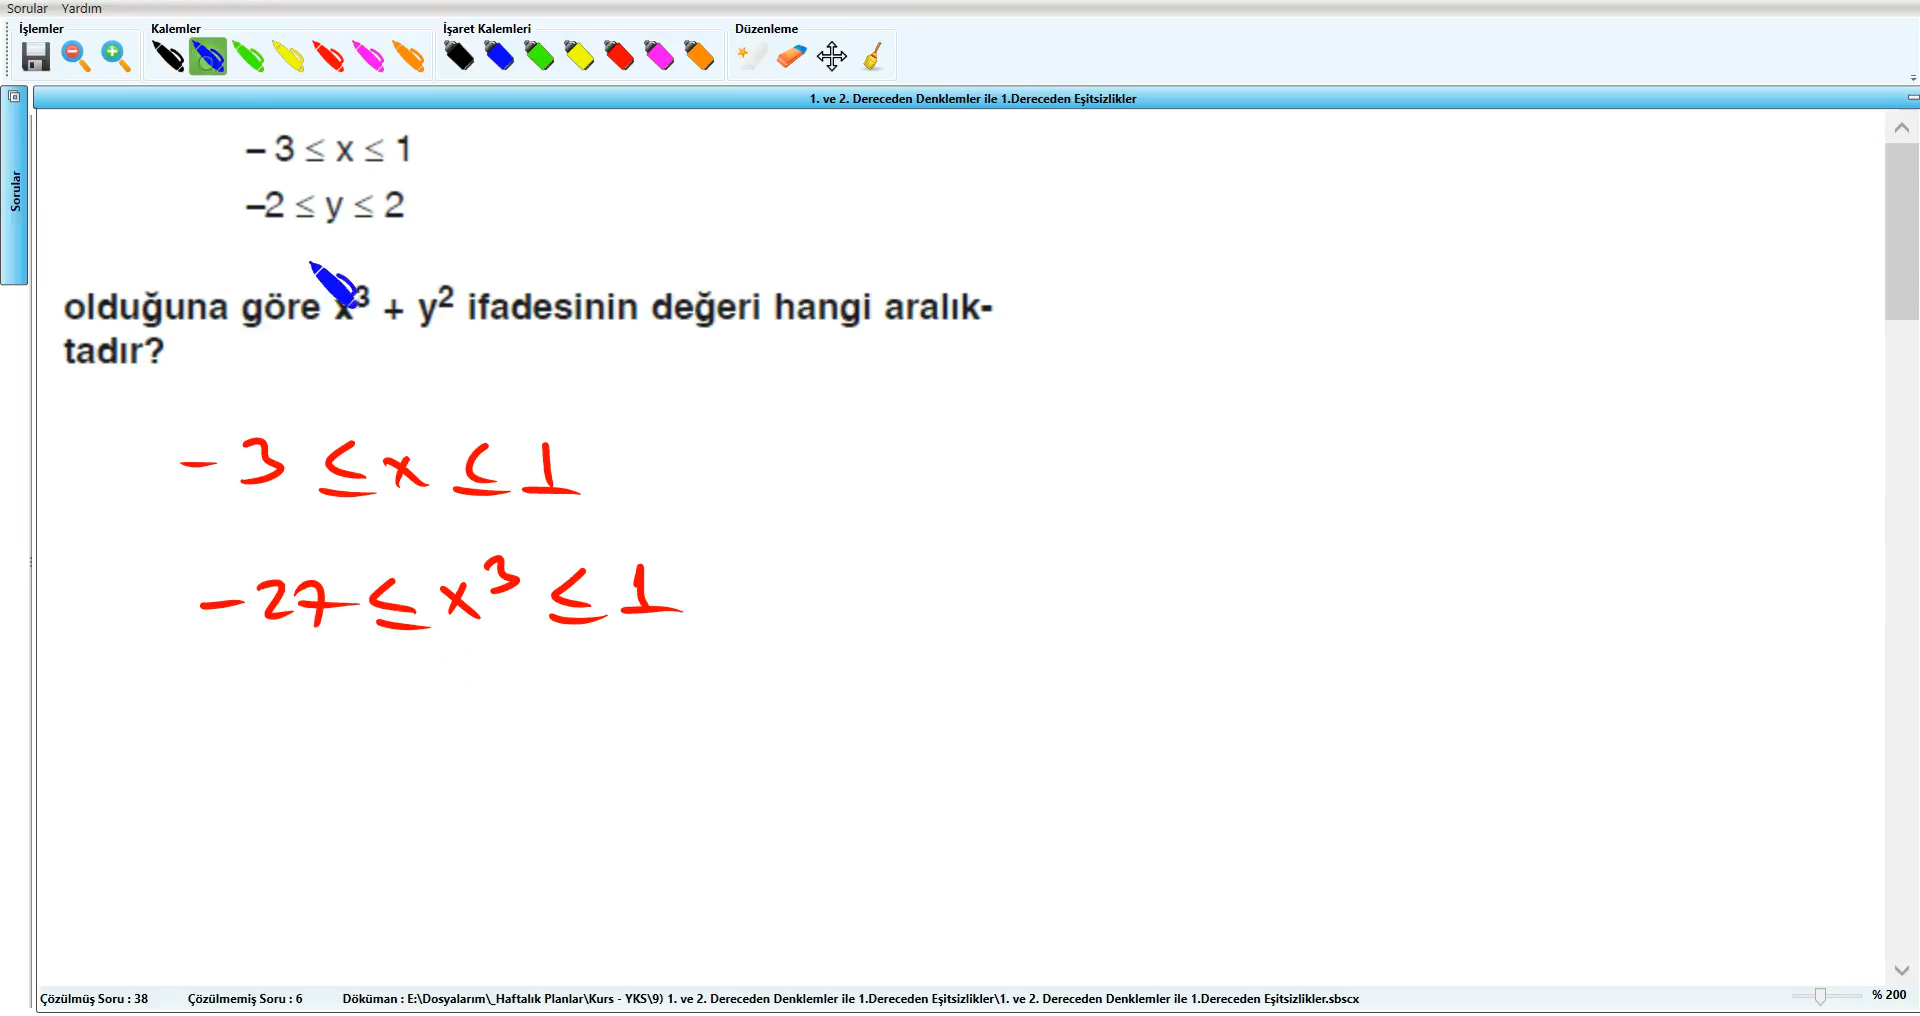 Sorular Yardım
İşlemler Kalemler İşaret Kalemleri Düzenleme
Sorular
1. ve 2. Dereceden Denklemler ile 1.Dereceden Eşitsizlikler
– 3 ≤ x ≤ 1
–2 ≤ y ≤ 2
olduğuna göre x³ + y² ifadesinin değeri hangi aralık-
tadır?
- 3 ≤ x ≤ 1
- 27 ≤ x³ ≤ 1
Çözülmüş Soru : 38 Çözülmemiş Soru : 6 Döküman : E:\Dosyalarım\_Haftalık Planlar\Kurs - YKS\9) 1. ve 2. Dereceden Denklemler ile 1.Dereceden Eşitsizlikler\1. ve 2. Dereceden Denklemler ile 1.Dereceden Eşitsizlikler.sbscx % 200